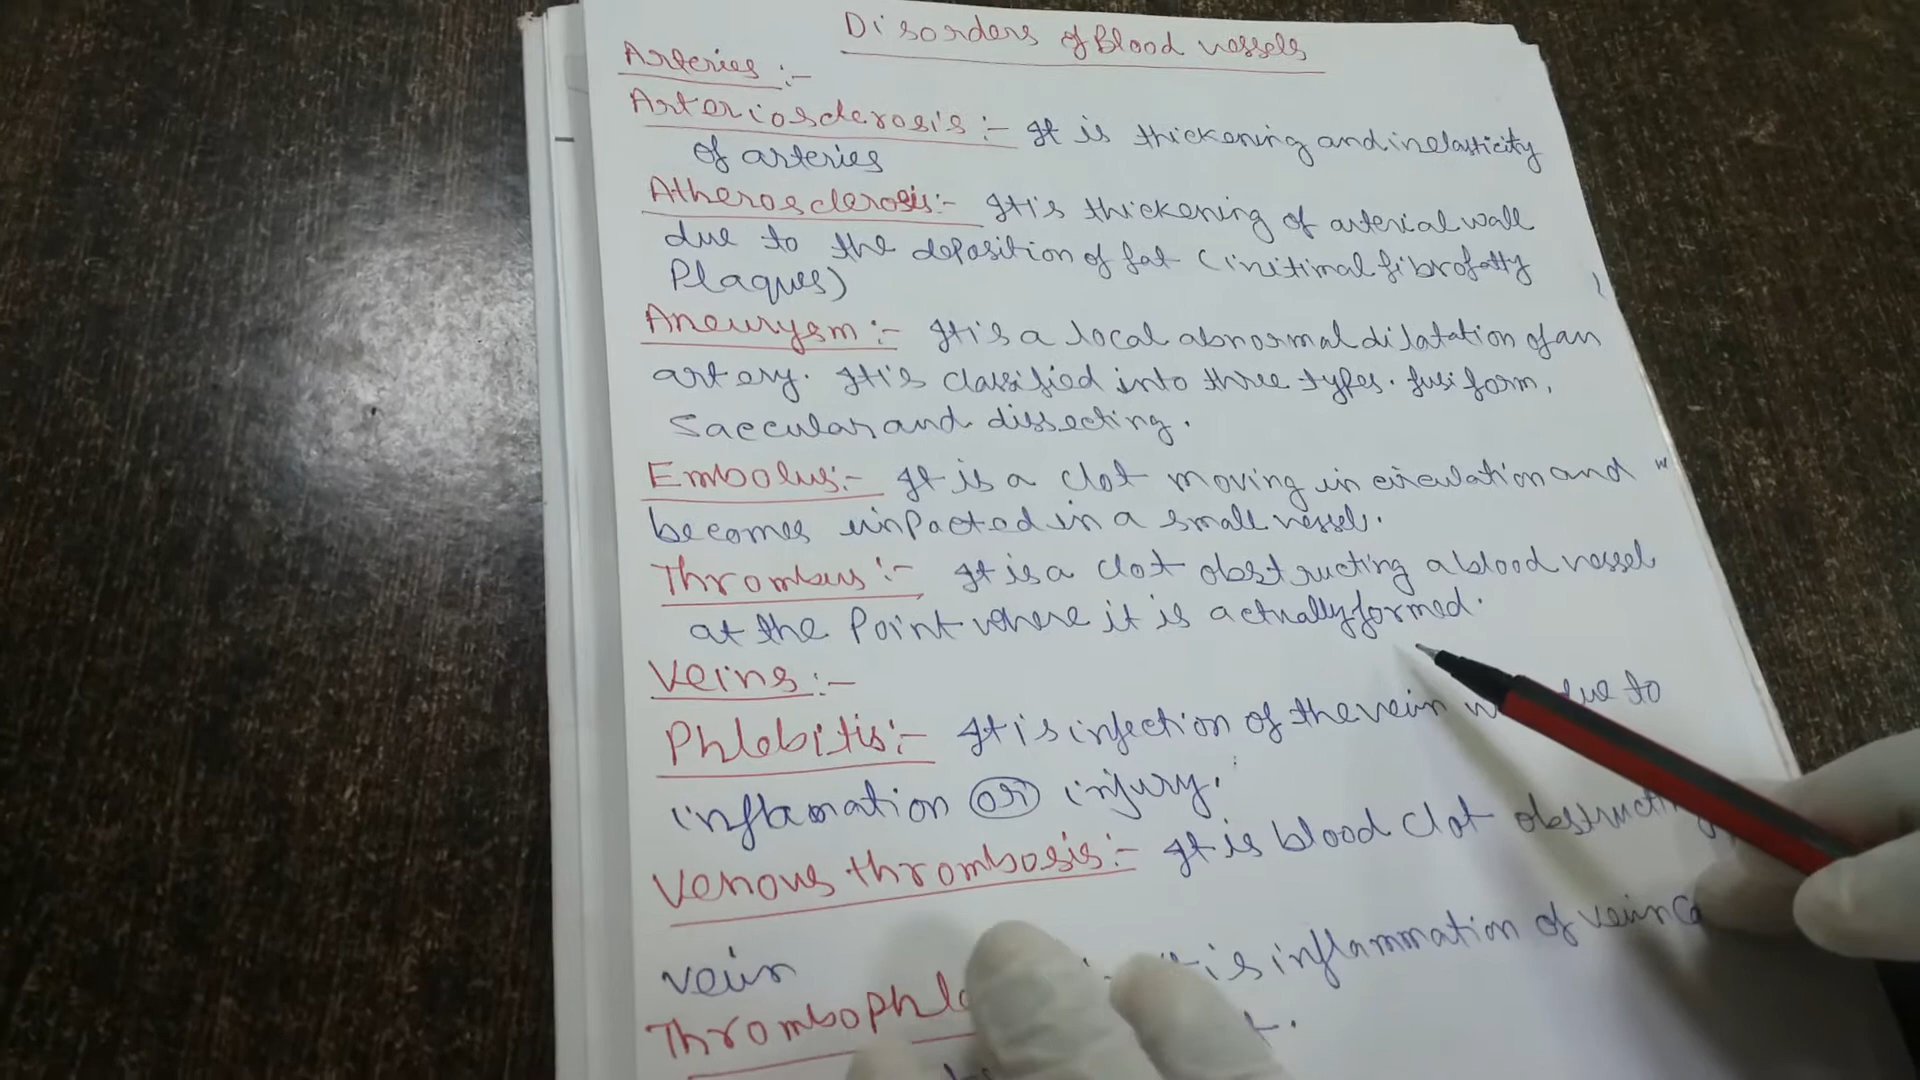 Disorders of Blood vessels
Arteries :-
Arteriosclerosis :- It is thickening and inelasticity
of arteries
Atherosclerosis:- It is thickening of arterial wall
due to the deposition of fat (initimal fibrofatty
Plaques)
Aneurysm :- It is a local abnormal dilatation of an
artery. It is classified into three types. fusiform,
Saccular and dissecting.
Embolus:- It is a clot moving in circulation and
becomes impacted in a small vessel.
Thrombus :- It is a clot obstructing a blood vessel
at the Point where it is actually formed.
Veins :-
Phlebitis :- It is infection of the vein due to
inflamation or injury.
Venous thrombosis :- It is blood clot obstructing
vein
is inflammation of vein